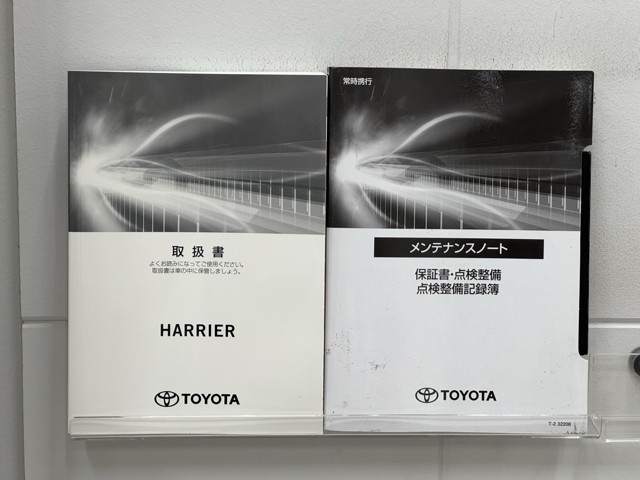 取扱書
よくお読みになってご使用ください。
取扱書は車の中に保管しましょう。
HARRIER
TOYOTA
常時携行
メンテナンスノート
保証書・点検整備
点検整備記録簿
TOYOTA
T-2 32206